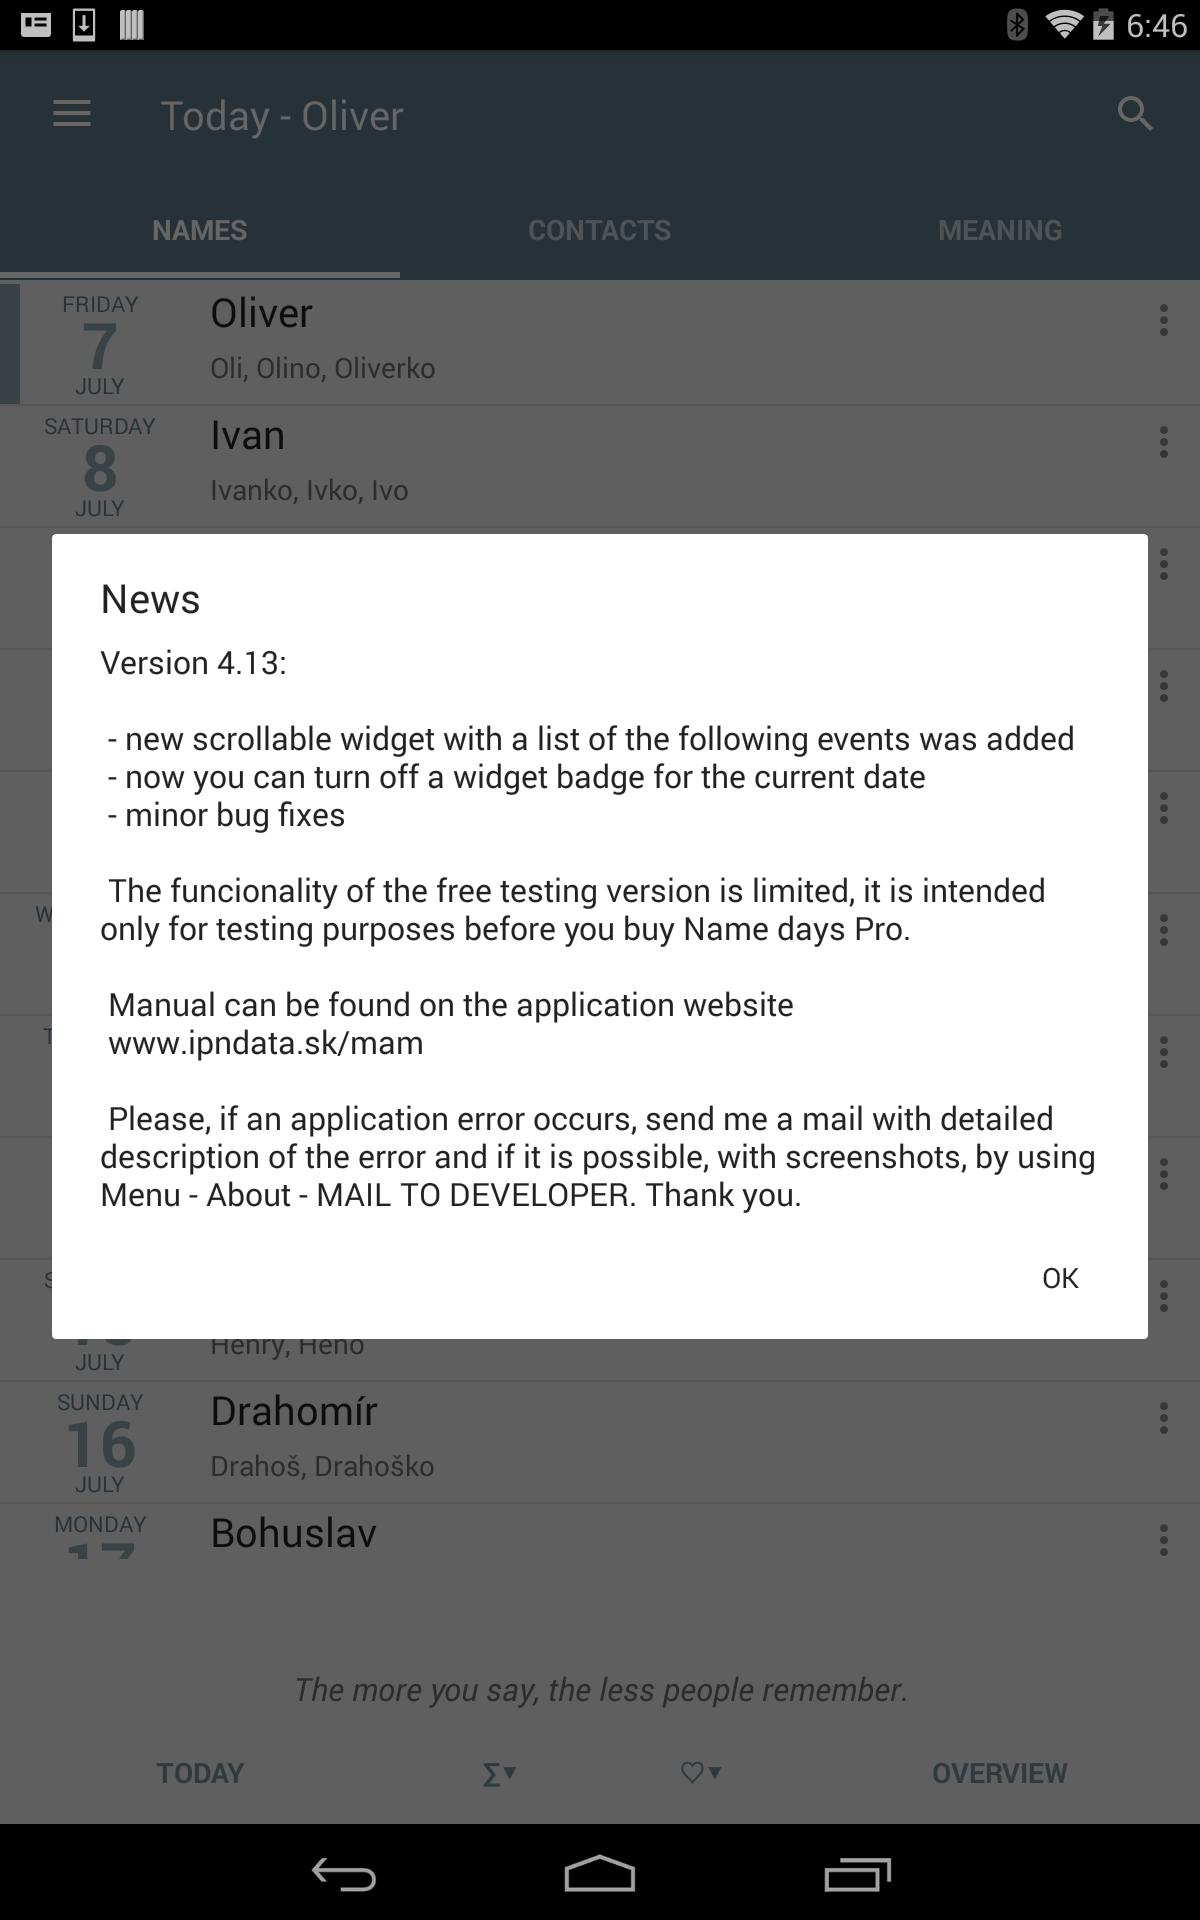 6:46
Today - Oliver
NAMES CONTACTS MEANING
FRIDAY
7
JULY
Oliver
Oli, Olino, Oliverko
SATURDAY
8
JULY
Ivan
Ivanko, Ivko, Ivo
News
Version 4.13:
- new scrollable widget with a list of the following events was added
- now you can turn off a widget badge for the current date
- minor bug fixes
The funcionality of the free testing version is limited, it is intended
only for testing purposes before you buy Name days Pro.
Manual can be found on the application website
www.ipndata.sk/mam
Please, if an application error occurs, send me a mail with detailed
description of the error and if it is possible, with screenshots, by using
Menu - About - MAIL TO DEVELOPER. Thank you.
OK
Henry, Heno
JULY
SUNDAY
16
JULY
Drahomír
Drahoš, Drahoško
MONDAY
17
Bohuslav
The more you say, the less people remember.
TODAY Σ▾ ♡▾ OVERVIEW